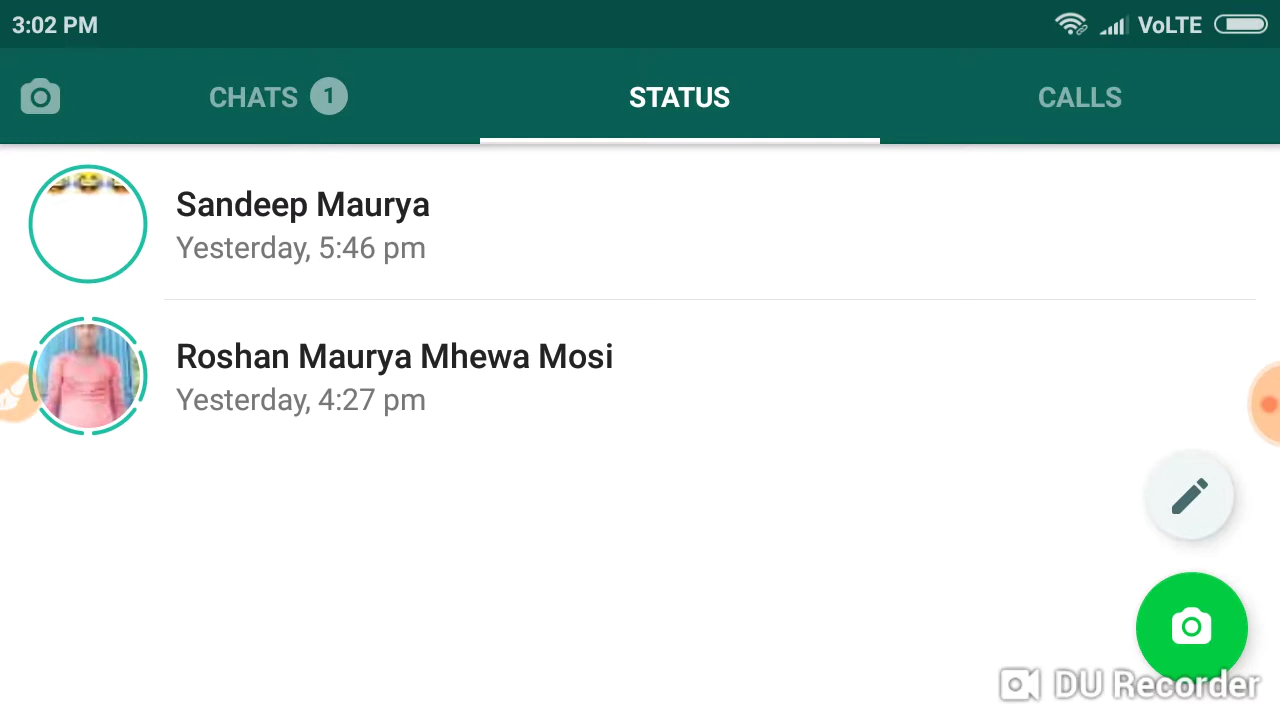 3:02 PM
VoLTE
CHATS 1
STATUS
CALLS
Sandeep Maurya
Yesterday, 5:46 pm
Roshan Maurya Mhewa Mosi
Yesterday, 4:27 pm
DU Recorder